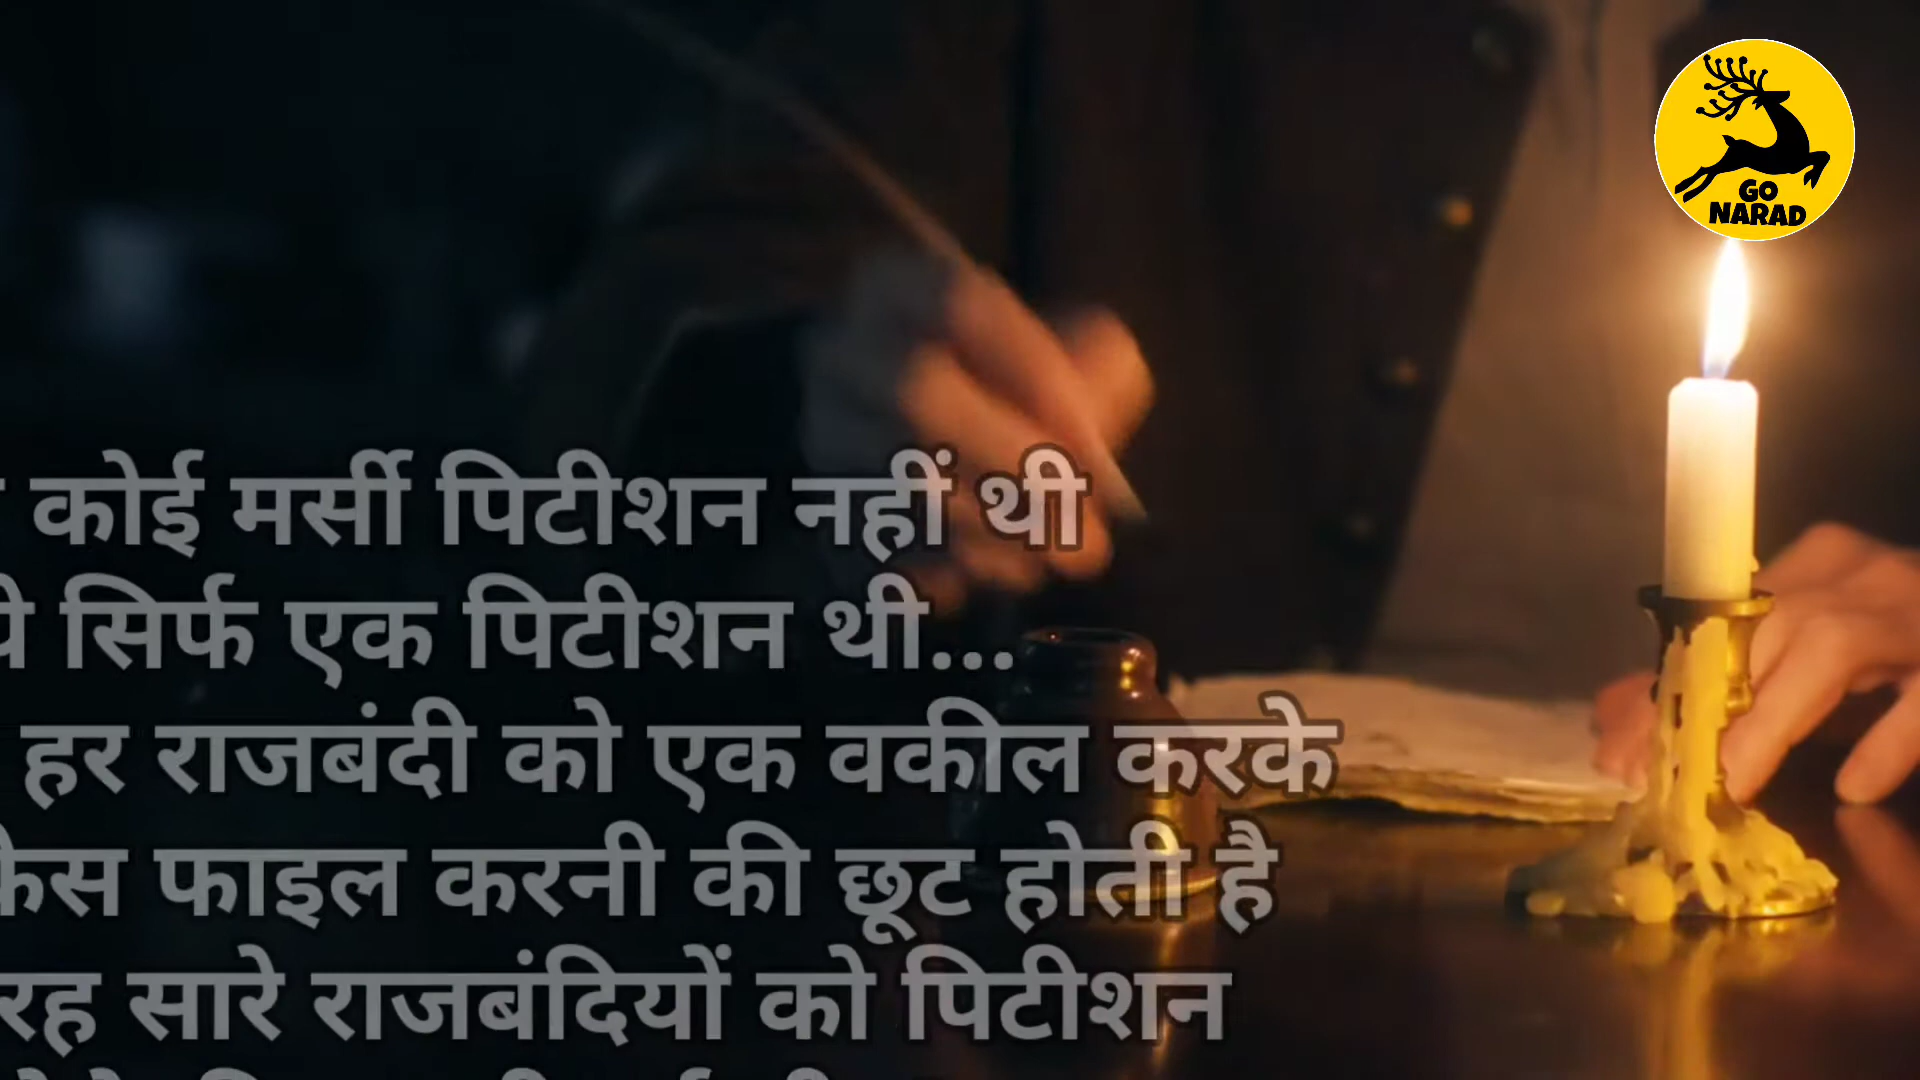 कोई मर्सी पिटीशन नहीं थी
सिर्फ एक पिटीशन थी...
हर राजबंदी को एक वकील करके
केस फाइल करनी की छूट होती है
सारे राजबंदियों को पिटीशन
GO
NARAD